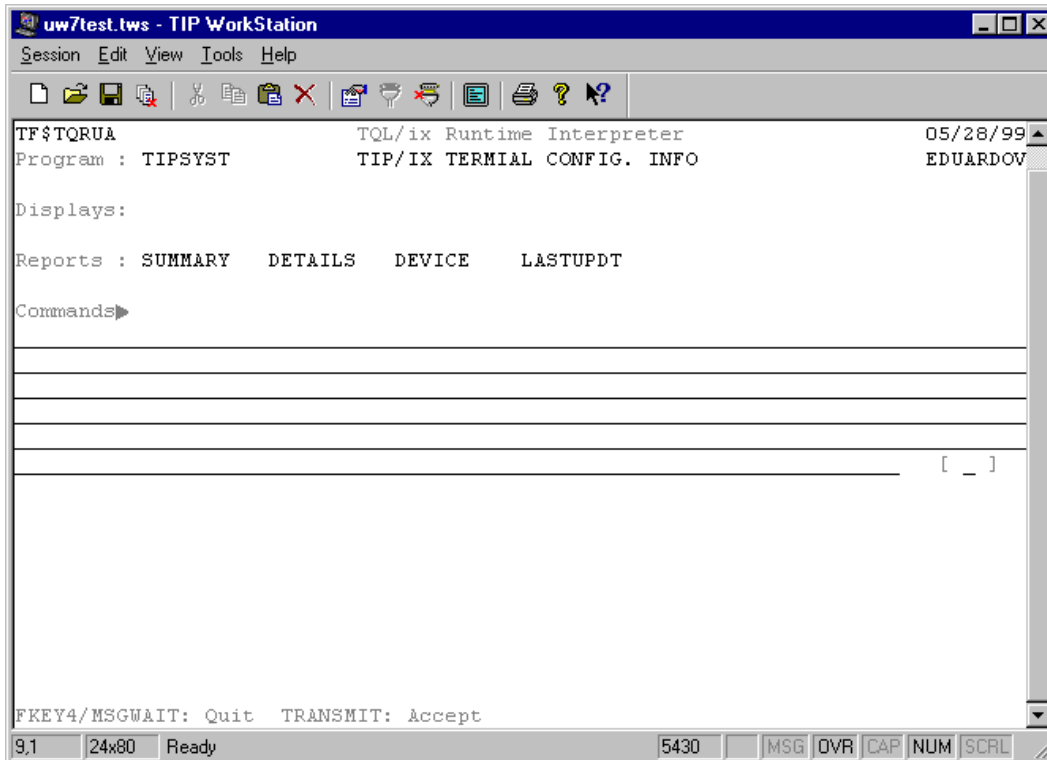 uw7test.tws - TIP WorkStation
Session Edit View Tools Help
TF$TQRUA TQL/ix Runtime Interpreter 05/28/99
Program : TIPSYST TIP/IX TERMIAL CONFIG. INFO EDUARDOV
Displays:
Reports : SUMMARY DETAILS DEVICE LASTUPDT
Commands▶
[ _ ]
FKEY4/MSGWAIT: Quit TRANSMIT: Accept
9,1 24x80 Ready 5430 MSG OVR CAP NUM SCRL